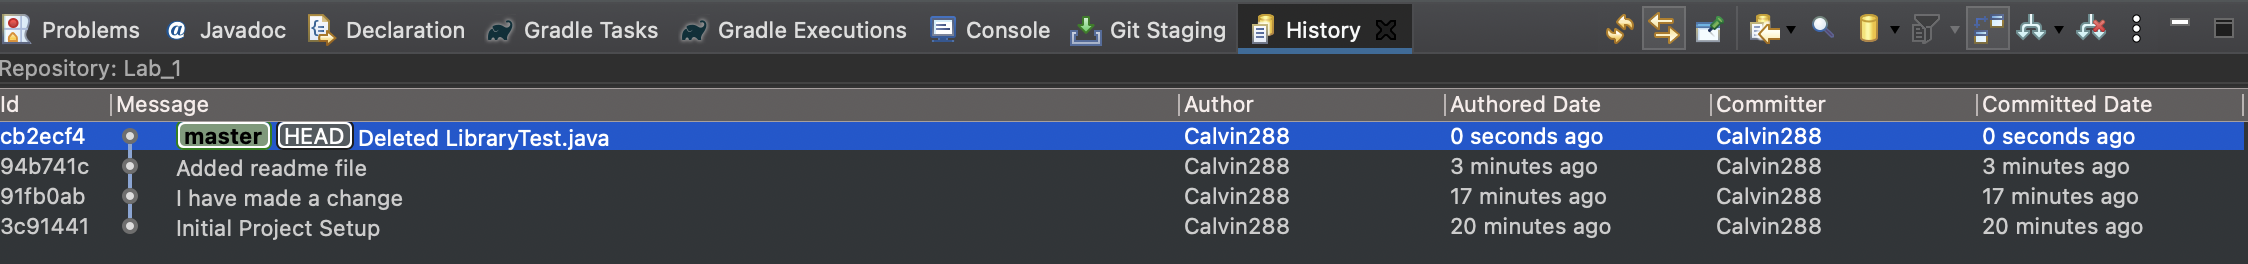 Problems @ Javadoc Declaration Gradle Tasks Gradle Executions Console Git Staging History
Repository: Lab_1
Id Message Author Authored Date Committer Committed Date
cb2ecf4 master HEAD Deleted LibraryTest.java Calvin288 0 seconds ago Calvin288 0 seconds ago
94b741c Added readme file Calvin288 3 minutes ago Calvin288 3 minutes ago
91fb0ab I have made a change Calvin288 17 minutes ago Calvin288 17 minutes ago
3c91441 Initial Project Setup Calvin288 20 minutes ago Calvin288 20 minutes ago